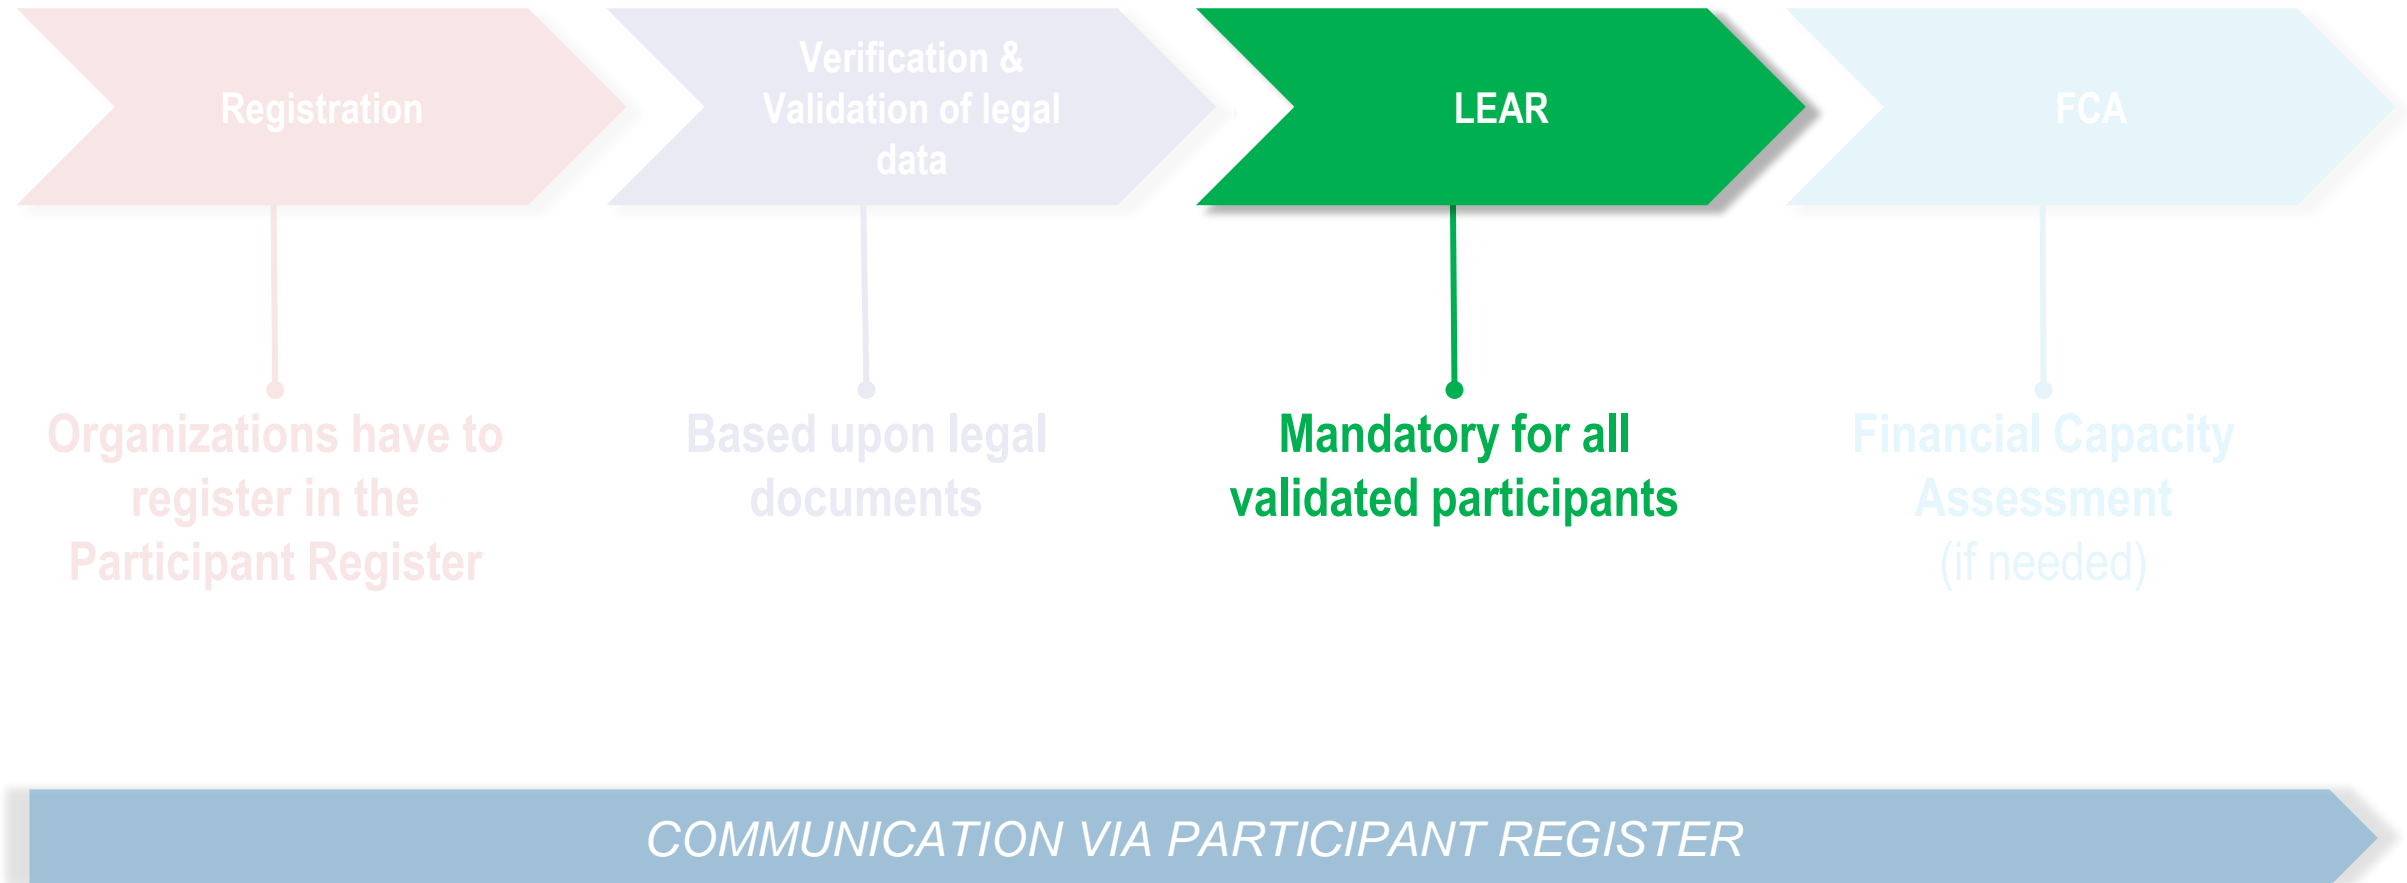 Registration
Verification &
Validation of legal
data
LEAR
FCA
Organizations have to
register in the
Participant Register
Based upon legal
documents
Mandatory for all
validated participants
Financial Capacity
Assessment
(if needed)
COMMUNICATION VIA PARTICIPANT REGISTER